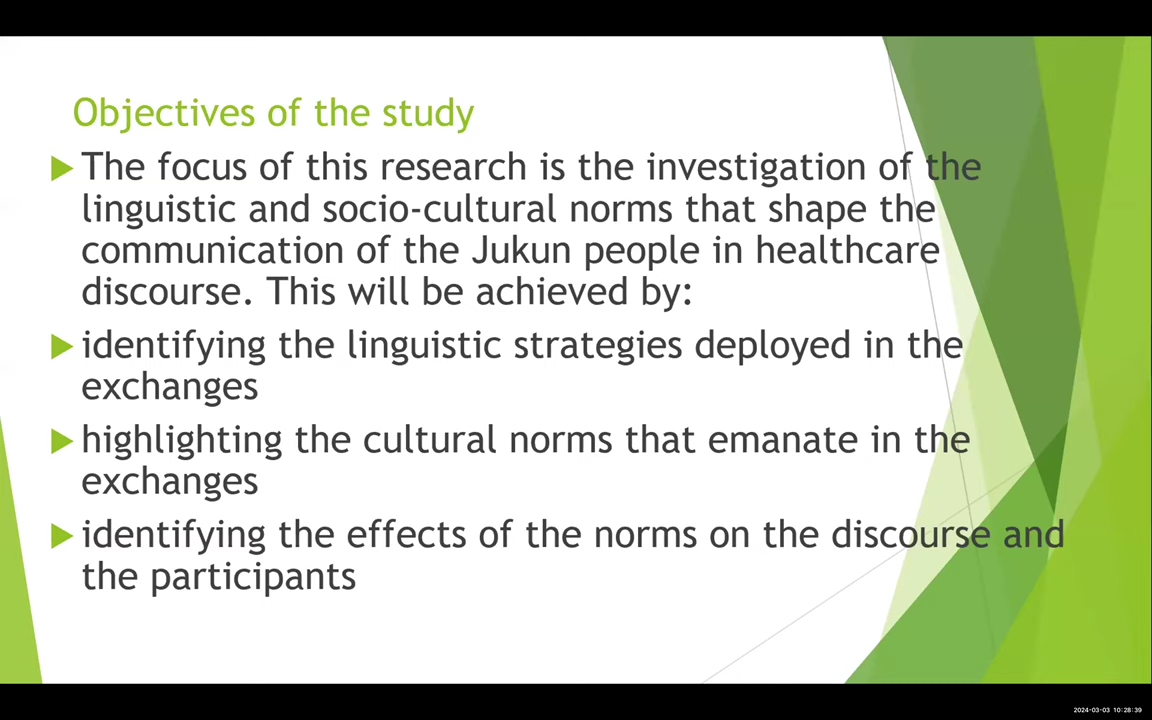 Objectives of the study
The focus of this research is the investigation of the
linguistic and socio-cultural norms that shape the
communication of the Jukun people in healthcare
discourse. This will be achieved by:
identifying the linguistic strategies deployed in the
exchanges
highlighting the cultural norms that emanate in the
exchanges
identifying the effects of the norms on the discourse and
the participants
2024-03-03 10:28:39